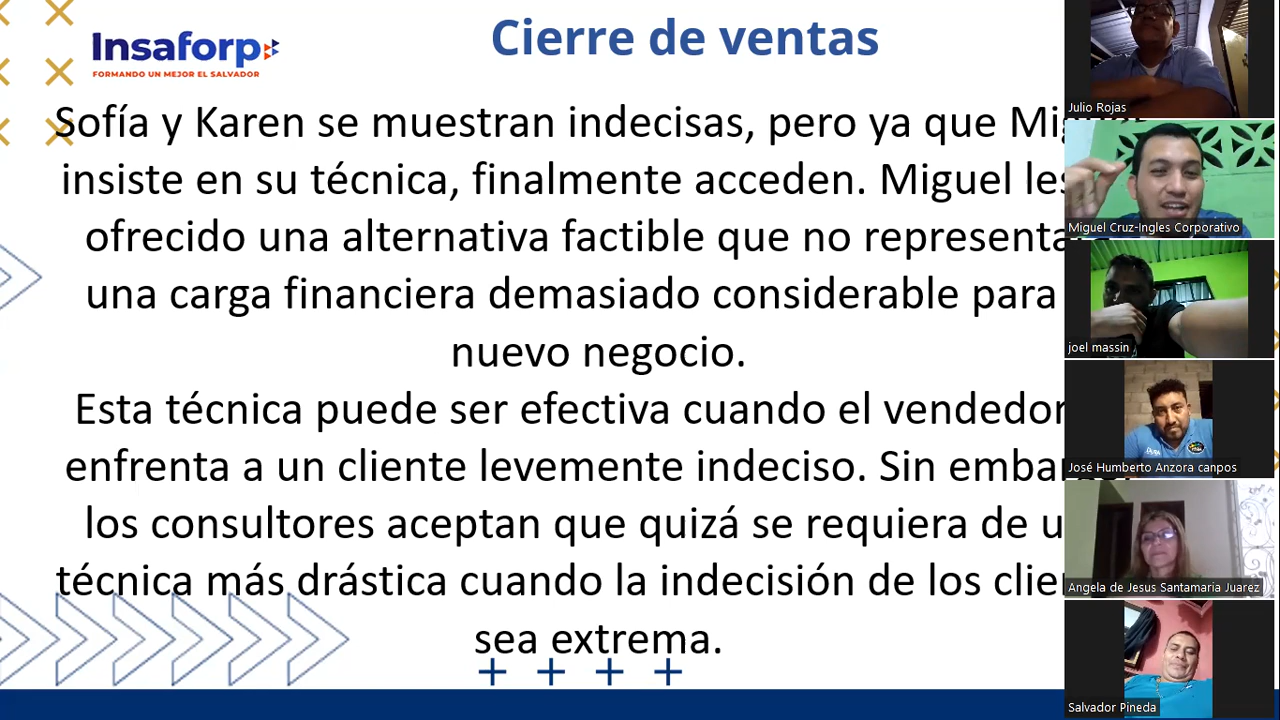 Insaforp
FORMANDO UN MEJOR EL SALVADOR
Cierre de ventas
Sofía y Karen se muestran indecisas, pero ya que
insiste en su técnica, finalmente acceden. Miguel les
ofrecido una alternativa factible que no representa
una carga financiera demasiado considerable para
nuevo negocio.
Esta técnica puede ser efectiva cuando el vendedor
enfrenta a un cliente levemente indeciso. Sin
los consultores aceptan que quizá se requiera de
técnica más drástica cuando la indecisión de los
sea extrema.
Julio Rojas
Miguel Cruz-Ingles Corporativo
joel massin
José Humberto Anzora canpos
Angela de Jesus Santamaria Juarez
Salvador Pineda